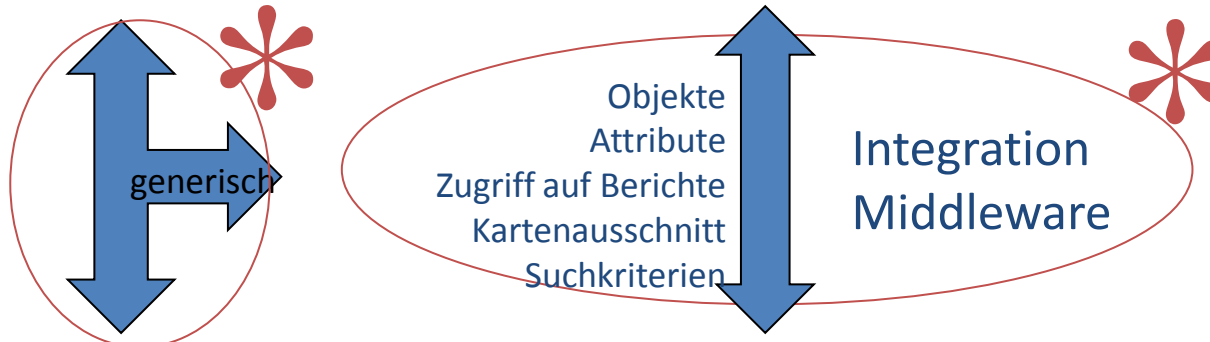 generisch
Objekte
Attribute
Zugriff auf Berichte
Kartenausschnitt
Suchkriterien
Integration
Middleware